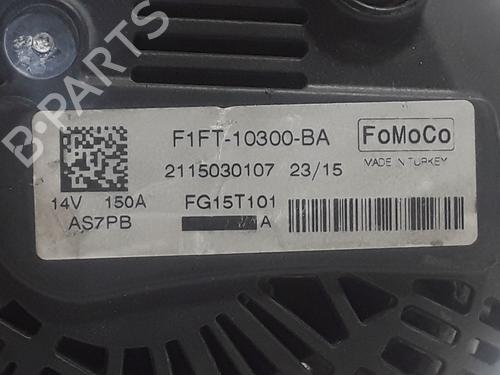 B-PARTS
F1FT-10300-BA
FoMoCo
2115030107 23/15
MADE IN TURKEY
14V 150A
FG15T101
AS7PB
A